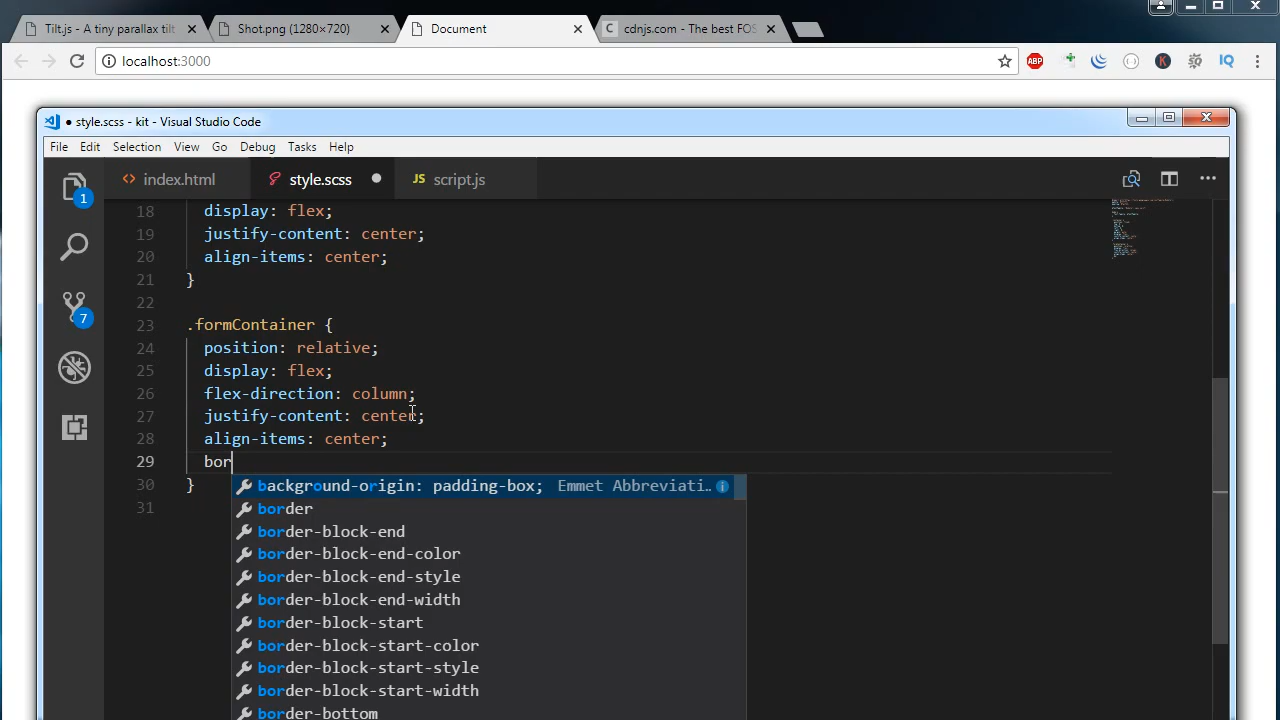 Tilt.js - A tiny parallax tilt
Shot.png (1280×720)
Document
cdnjs.com - The best FOS
localhost:3000
ABP
SQ
IQ
● style.scss - kit - Visual Studio Code
File Edit Selection View Go Debug Tasks Help
index.html
style.scss
JS script.js
1
7
18 display: flex;
19 justify-content: center;
20 align-items: center;
21 }
22
23 .formContainer {
24 position: relative;
25 display: flex;
26 flex-direction: column;
27 justify-content: center;
28 align-items: center;
29 bor
30 }
31
background-origin: padding-box; Emmet Abbreviati…
border
border-block-end
border-block-end-color
border-block-end-style
border-block-end-width
border-block-start
border-block-start-color
border-block-start-style
border-block-start-width
border-bottom